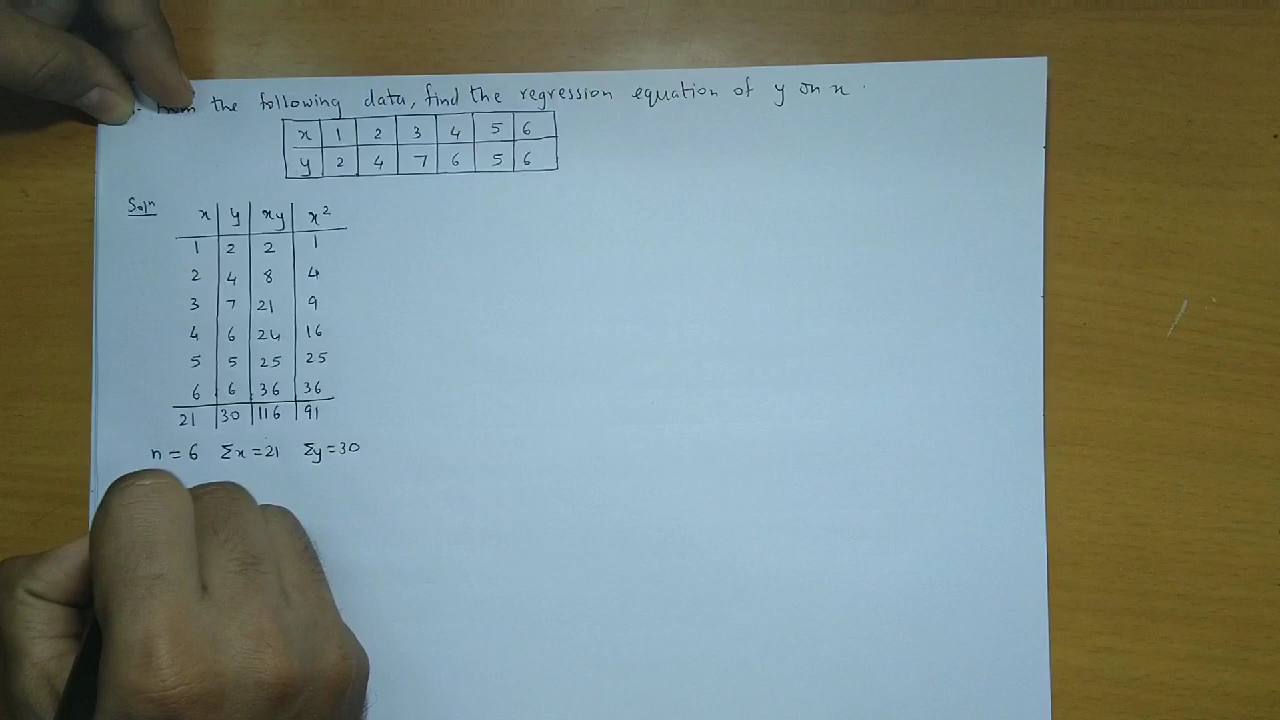 the following data, find the regression equation of y on x.
x 1 2 3 4 5 6
y 2 4 7 6 5 6
Solⁿ
x y xy x²
1 2 2 1
2 4 8 4
3 7 21 9
4 6 24 16
5 5 25 25
6 6 36 36
21 30 116 91
n = 6 Σx = 21 Σy = 30